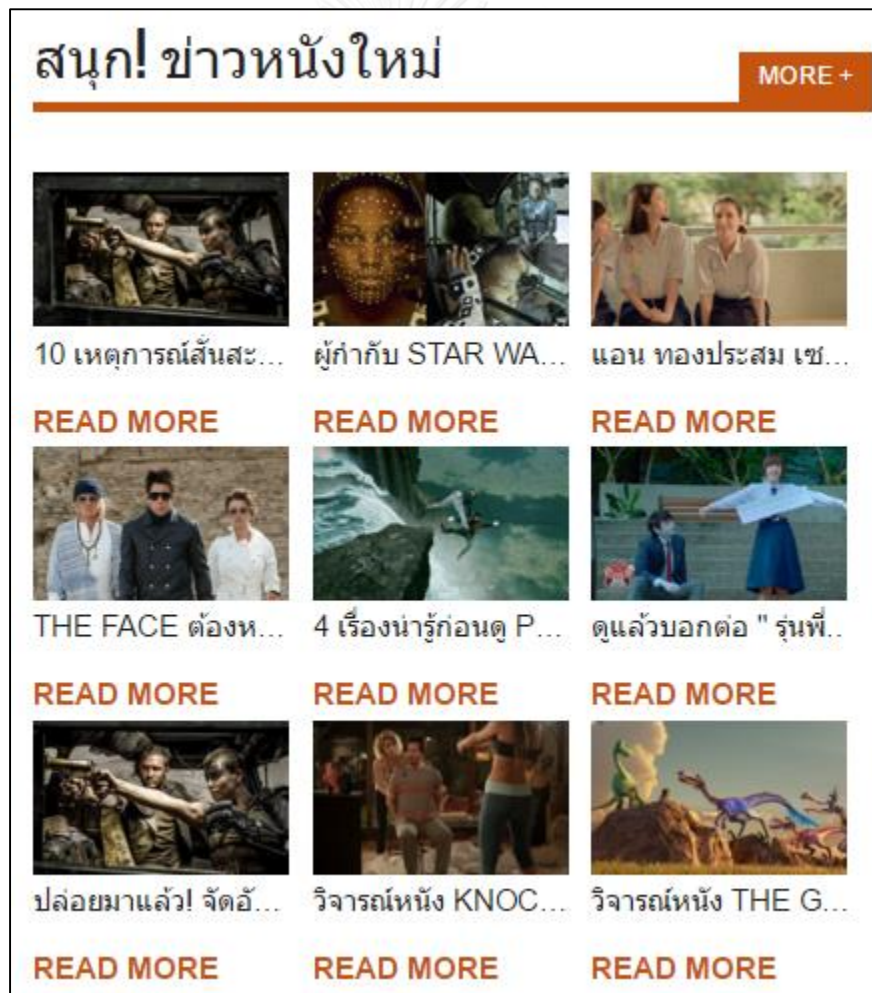 สนุก! ข่าวหนังใหม่
MORE +
10 เหตุการณ์สั่นสะ...
ผู้กำกับ STAR WA...
แอน ทองประสม เซ...
READ MORE
READ MORE
READ MORE
THE FACE ต้องห...
4 เรื่องน่ารู้ก่อนดู P...
ดูแล้วบอกต่อ " รุ่นพี่..
READ MORE
READ MORE
READ MORE
ปล่อยมาแล้ว! จัดอั...
วิจารณ์หนัง KNOC...
วิจารณ์หนัง THE G...
READ MORE
READ MORE
READ MORE